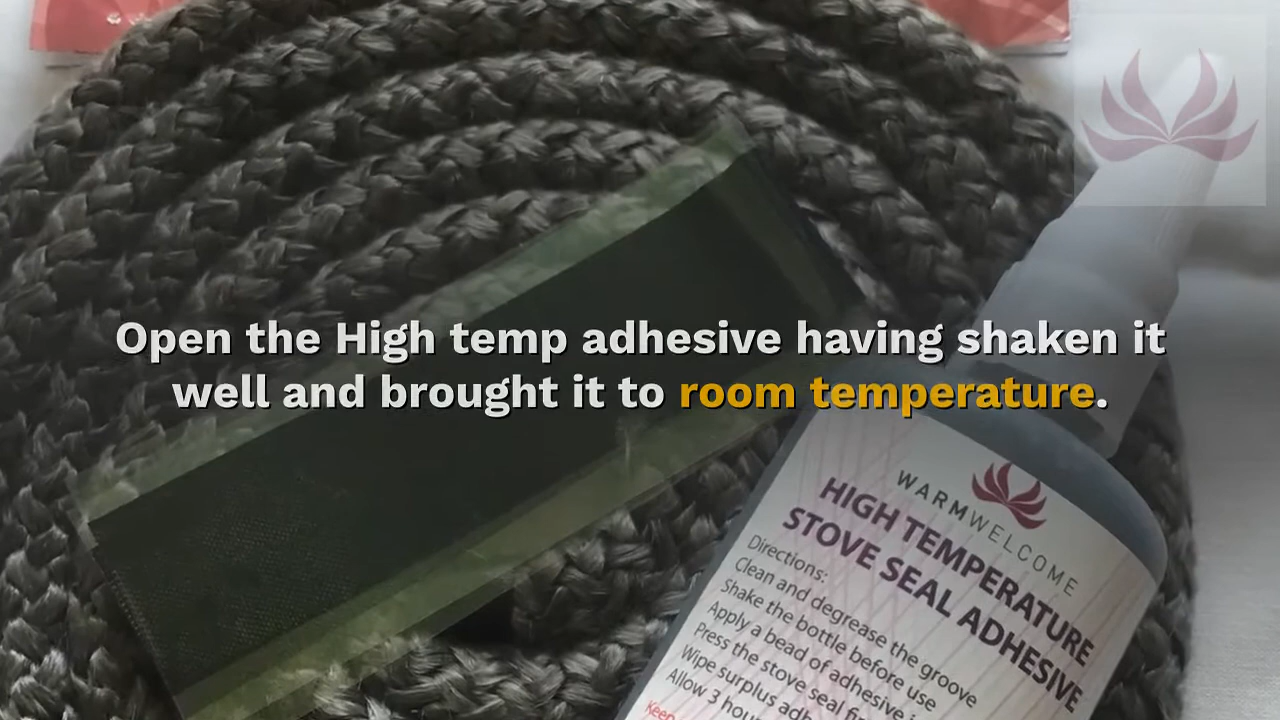 Open the High temp adhesive having shaken it
well and brought it to room temperature.
WARMWELCOME
HIGH TEMPERATURE
STOVE SEAL ADHESIVE
Directions:
Clean and degrease the groove
Shake the bottle before use
Apply a bead of adhesive
Press the stove seal
Wipe surplus
Allow 3
Keep